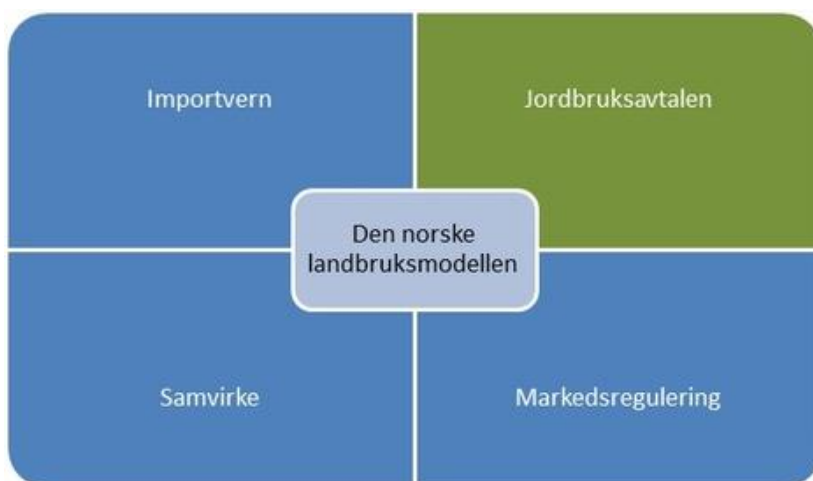 Importvern
Jordbruksavtalen
Den norske
landbruksmodellen
Samvirke
Markedsregulering